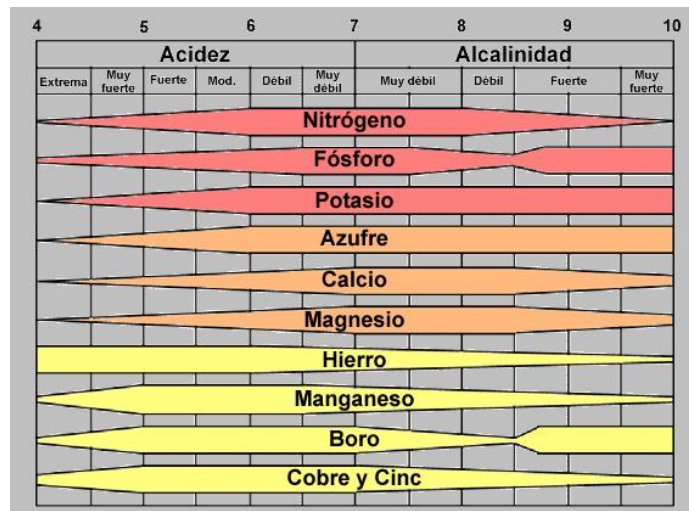 4 5 6 7 8 9 10
Acidez Alcalinidad
Extrema Muy fuerte Fuerte Mod. Débil Muy débil Muy débil Débil Fuerte Muy fuerte
Nitrógeno
Fósforo
Potasio
Azufre
Calcio
Magnesio
Hierro
Manganeso
Boro
Cobre y Cinc